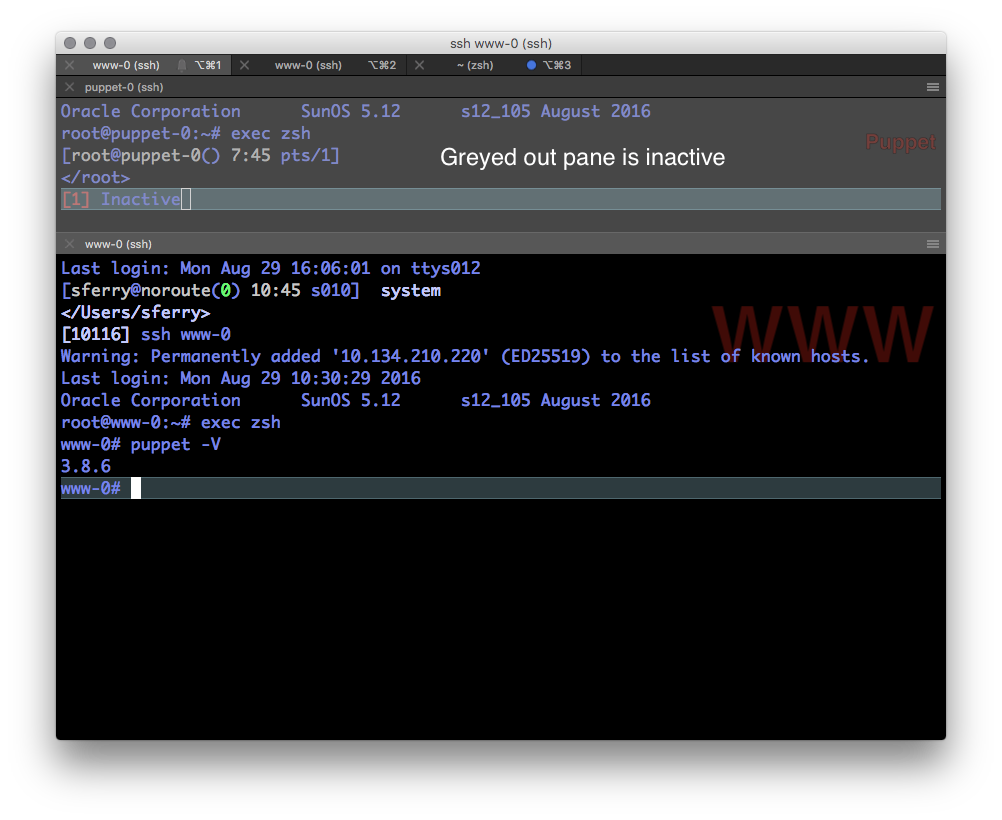 ssh www-0 (ssh)
www-0 (ssh) ⌥⌘1 www-0 (ssh) ⌥⌘2 ~ (zsh) ⌥⌘3
puppet-0 (ssh)
Oracle Corporation      SunOS 5.12      s12_105 August 2016
root@puppet-0:~# exec zsh
Puppet
[root@puppet-0() 7:45 pts/1]
Greyed out pane is inactive
</root>
[1] Inactive
www-0 (ssh)
Last login: Mon Aug 29 16:06:01 on ttys012
[sferry@noroute(0) 10:45 s010]  system
</Users/sferry>
WWW
[10116] ssh www-0
Warning: Permanently added '10.134.210.220' (ED25519) to the list of known hosts.
Last login: Mon Aug 29 10:30:29 2016
Oracle Corporation      SunOS 5.12      s12_105 August 2016
root@www-0:~# exec zsh
www-0# puppet -V
3.8.6
www-0#